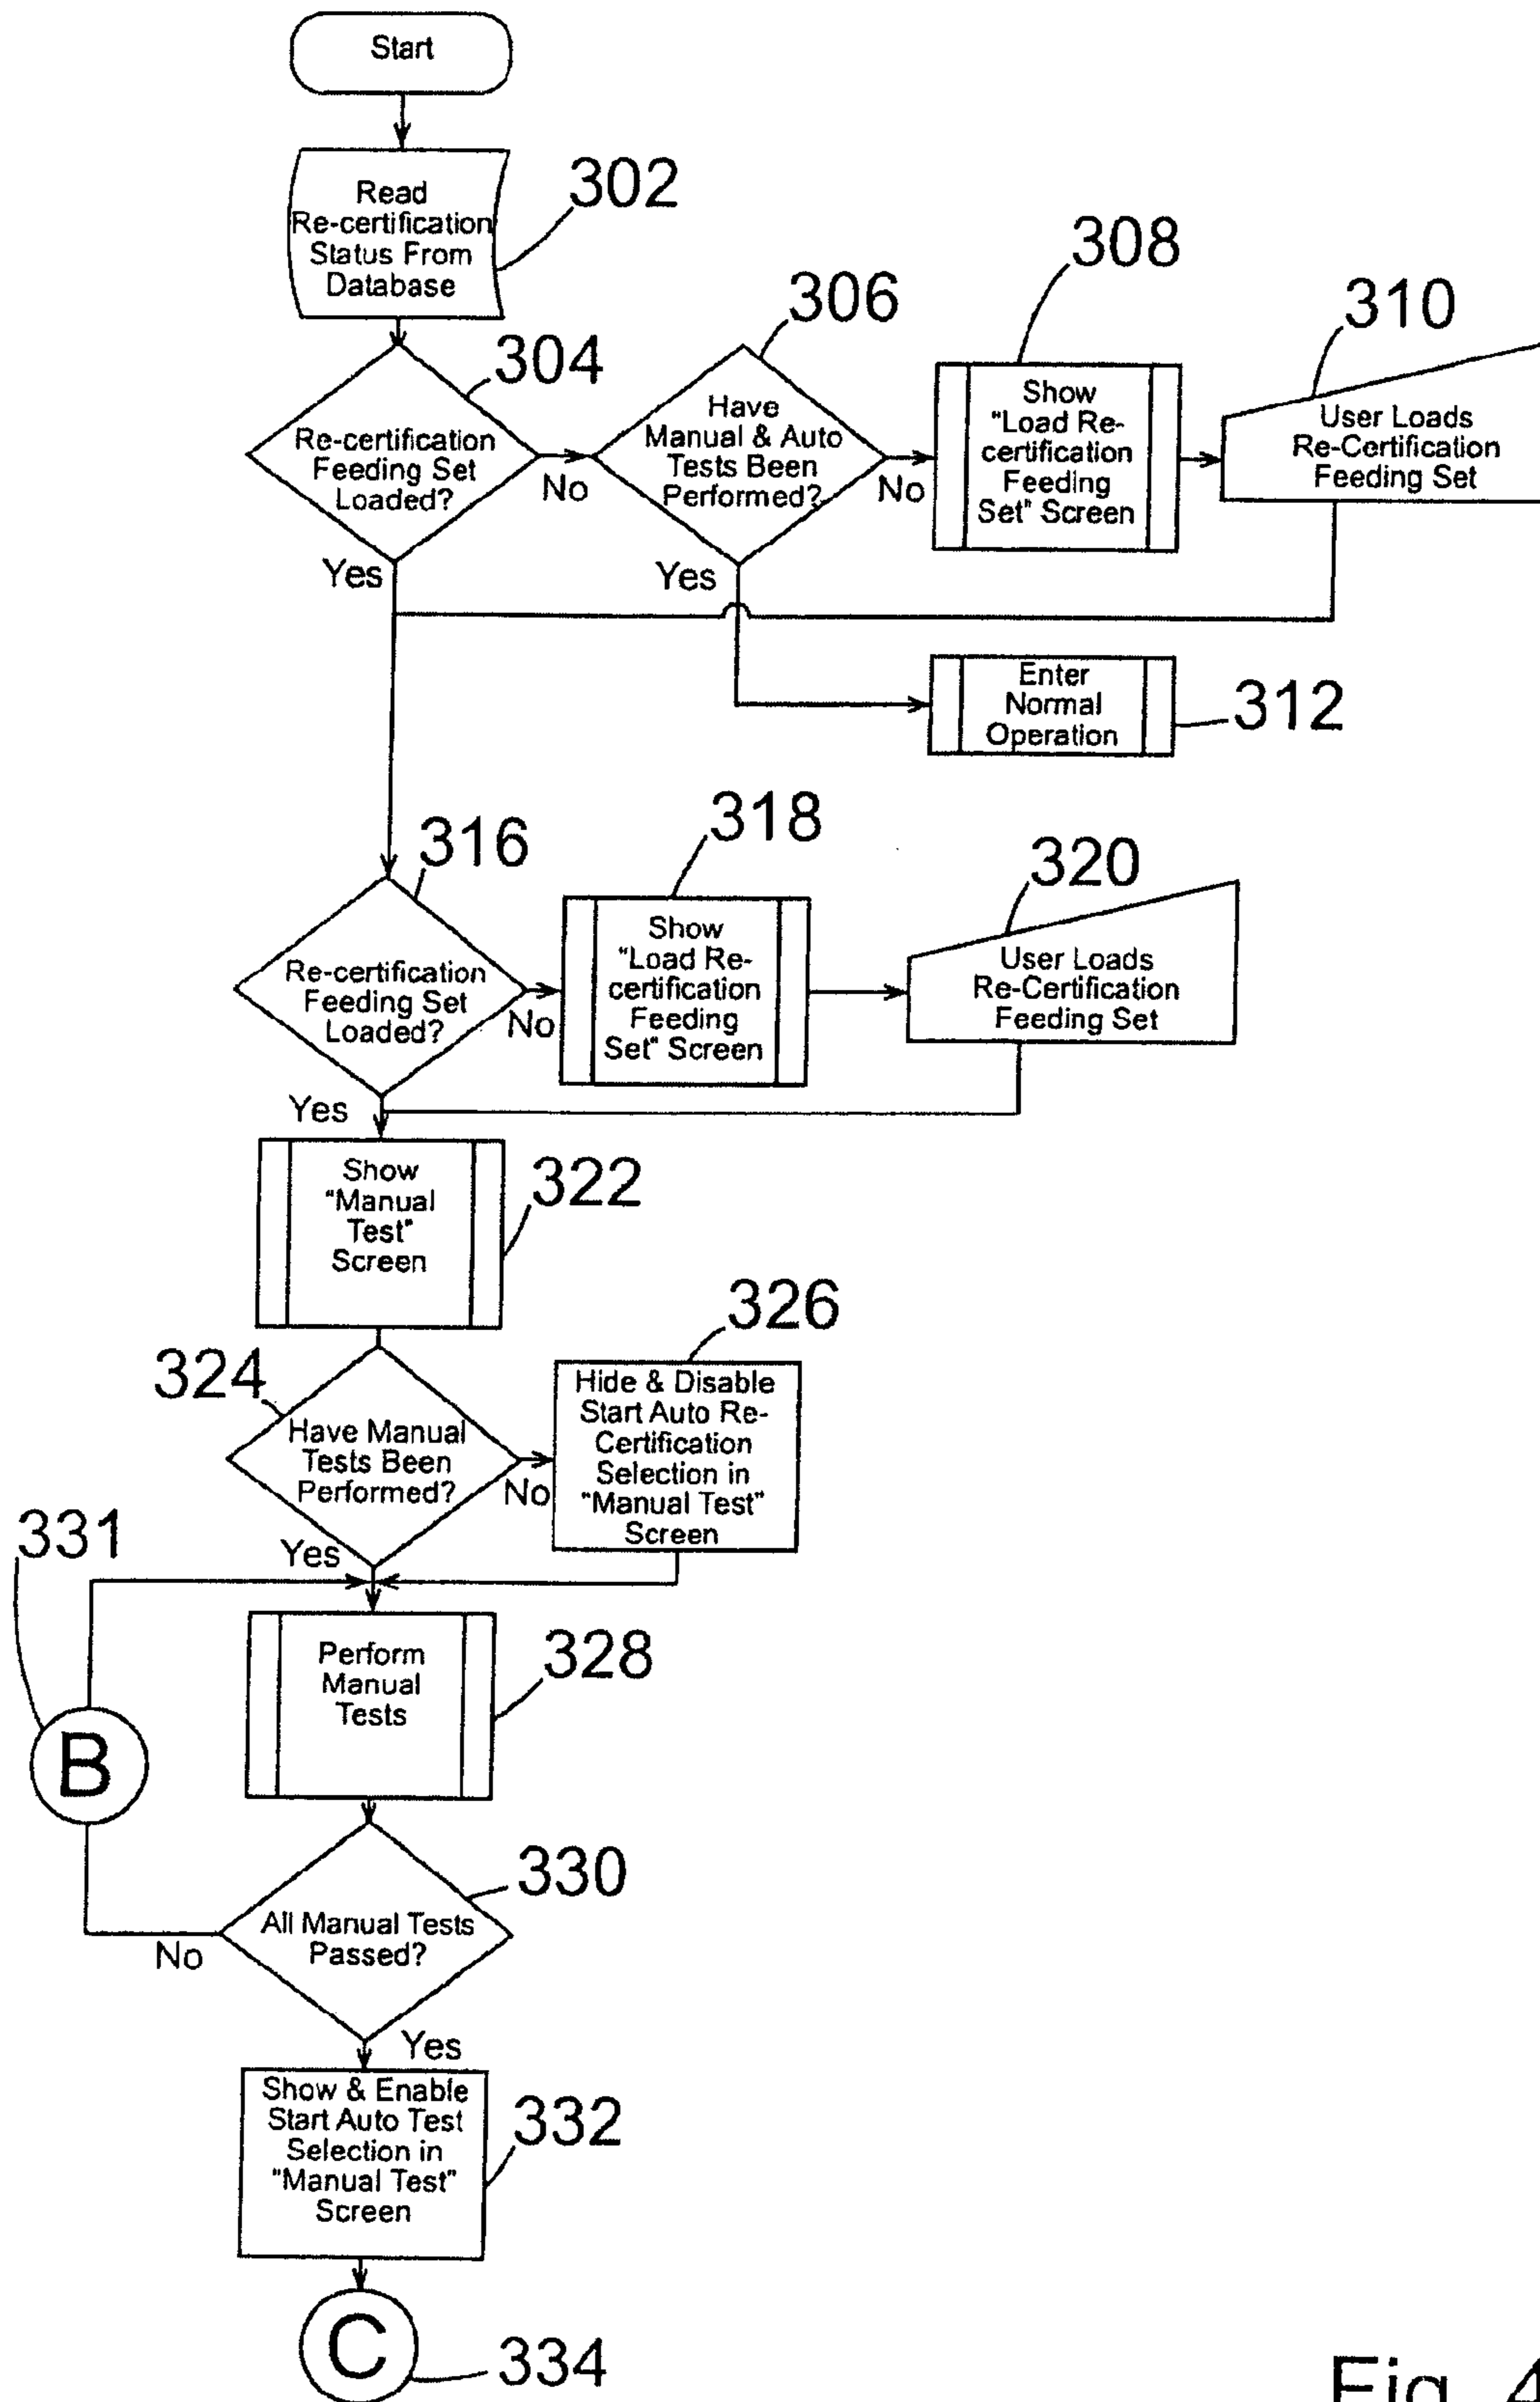 Start
Read
Re-certification
Status From
Database
302
304
Re-certification
Feeding Set
Loaded?
No
Yes
306
Have
Manual & Auto
Tests Been
Performed?
No
Yes
308
Show
"Load Re-
certification
Feeding
Set" Screen
310
User Loads
Re-Certification
Feeding Set
Enter
Normal
Operation
312
316
Re-certification
Feeding Set
Loaded?
No
Yes
318
Show
"Load Re-
certification
Feeding
Set" Screen
320
User Loads
Re-Certification
Feeding Set
Show
"Manual
Test"
Screen
322
324
Have Manual
Tests Been
Performed?
No
Yes
326
Hide & Disable
Start Auto Re-
Certification
Selection in
"Manual Test"
Screen
331
B
Perform
Manual
Tests
328
330
All Manual Tests
Passed?
No
Yes
Show & Enable
Start Auto Test
Selection in
"Manual Test"
Screen
332
C
334
Fig. 4